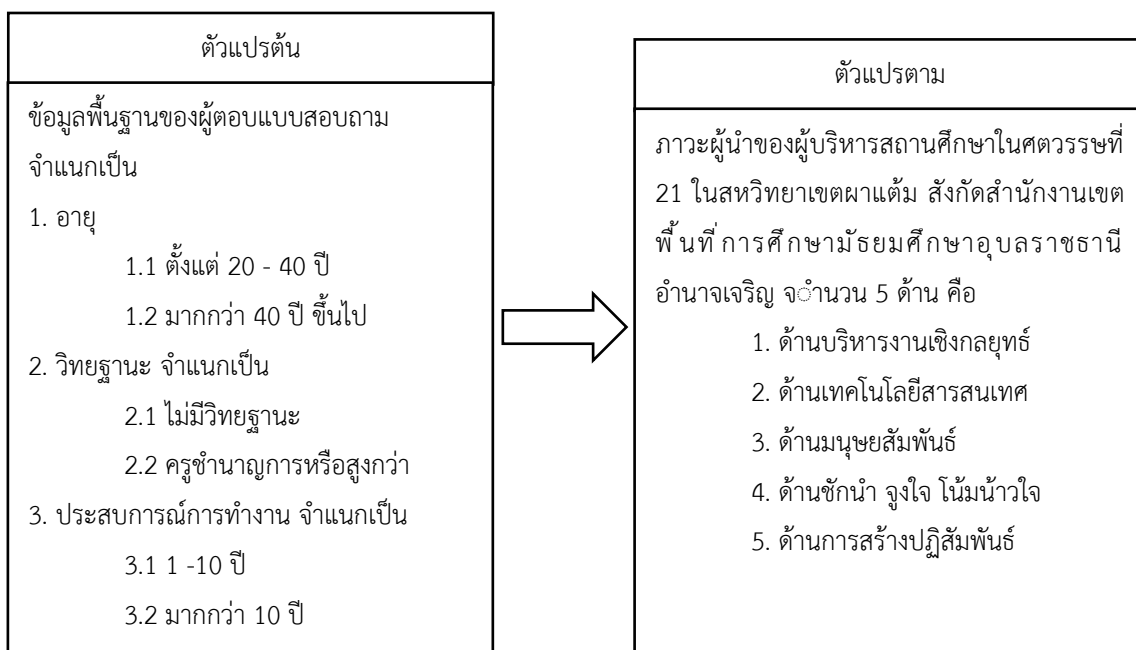 ตัวแปรต้น
ข้อมูลพื้นฐานของผู้ตอบแบบสอบถาม
จำแนกเป็น
1. อายุ
1.1 ตั้งแต่ 20 - 40 ปี
1.2 มากกว่า 40 ปี ขึ้นไป
2. วิทยฐานะ จำแนกเป็น
2.1 ไม่มีวิทยฐานะ
2.2 ครูชำนาญการหรือสูงกว่า
3. ประสบการณ์การทำงาน จำแนกเป็น
3.1 1 -10 ปี
3.2 มากกว่า 10 ปี
ตัวแปรตาม
ภาวะผู้นำของผู้บริหารสถานศึกษาในศตวรรษที่
21 ในสหวิทยาเขตผาแต้ม สังกัดสำนักงานเขต
พื้นที่การศึกษามัธยมศึกษาอุบลราชธานี
อำนาจเจริญ จํานวน 5 ด้าน คือ
1. ด้านบริหารงานเชิงกลยุทธ์
2. ด้านเทคโนโลยีสารสนเทศ
3. ด้านมนุษยสัมพันธ์
4. ด้านชักนำ จูงใจ โน้มน้าวใจ
5. ด้านการสร้างปฏิสัมพันธ์